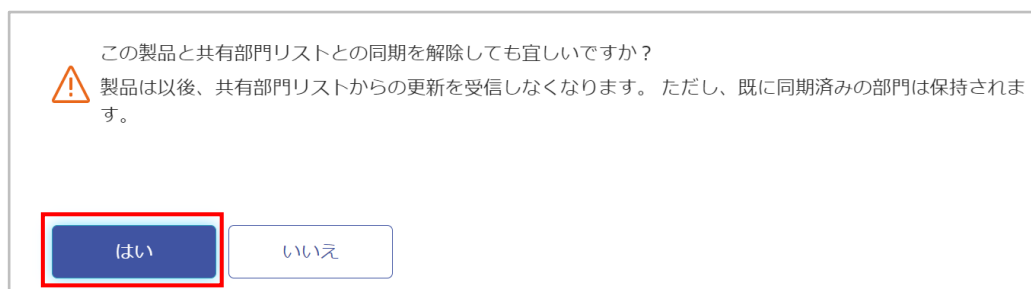 この製品と共有部門リストとの同期を解除しても宜しいですか？
製品は以後、共有部門リストからの更新を受信しなくなります。 ただし、既に同期済みの部門は保持されま
す。
はい
いいえ